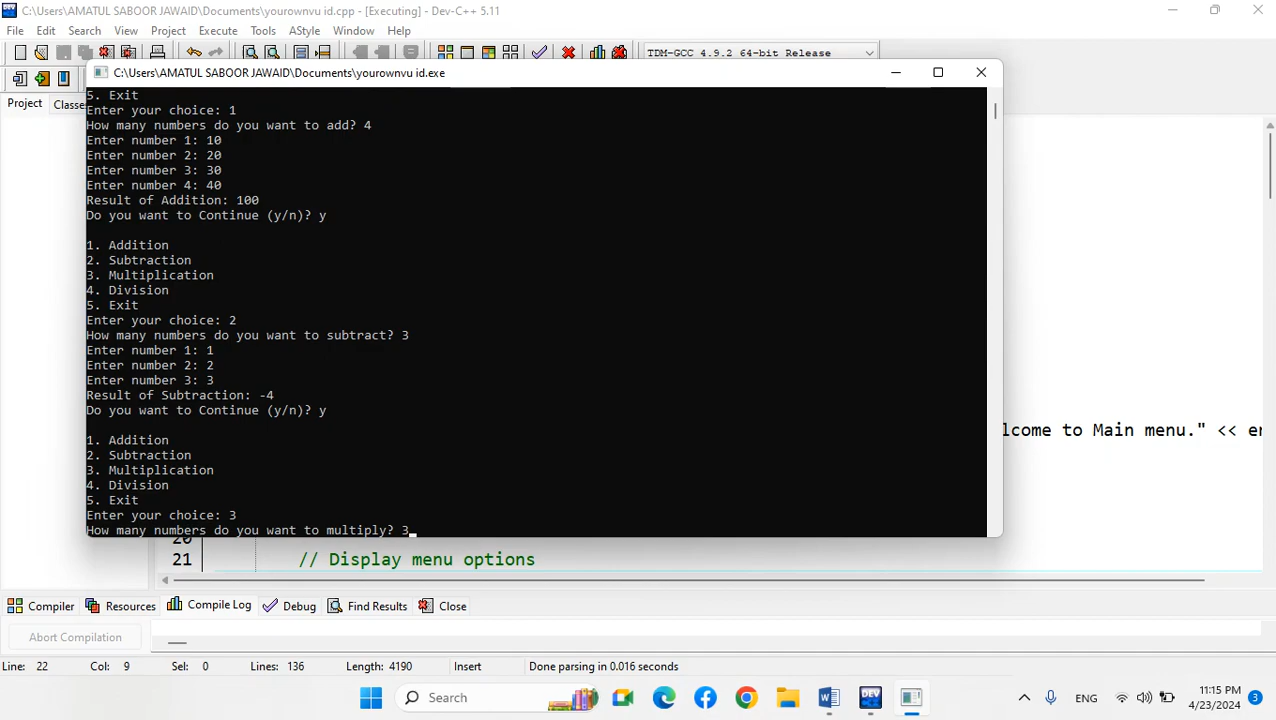 C:\Users\AMATUL SABOOR JAWAID\Documents\yourownvu id.cpp - [Executing] - Dev-C++ 5.11
File Edit Search View Project Execute Tools AStyle Window Help
TDM-GCC 4.9.2 64-bit Release
C:\Users\AMATUL SABOOR JAWAID\Documents\yourownvu id.exe
Project Classe
5. Exit
Enter your choice: 1
How many numbers do you want to add? 4
Enter number 1: 10
Enter number 2: 20
Enter number 3: 30
Enter number 4: 40
Result of Addition: 100
Do you want to Continue (y/n)? y
1. Addition
2. Subtraction
3. Multiplication
4. Division
5. Exit
Enter your choice: 2
How many numbers do you want to subtract? 3
Enter number 1: 1
Enter number 2: 2
Enter number 3: 3
Result of Subtraction: -4
Do you want to Continue (y/n)? y
1. Addition
2. Subtraction
3. Multiplication
4. Division
5. Exit
Enter your choice: 3
How many numbers do you want to multiply? 3
lcome to Main menu." << en
20
21 // Display menu options
Compiler Resources Compile Log Debug Find Results Close
Abort Compilation
Line: 22 Col: 9 Sel: 0 Lines: 136 Length: 4190 Insert Done parsing in 0.016 seconds
Search
ENG
11:15 PM
4/23/2024
3